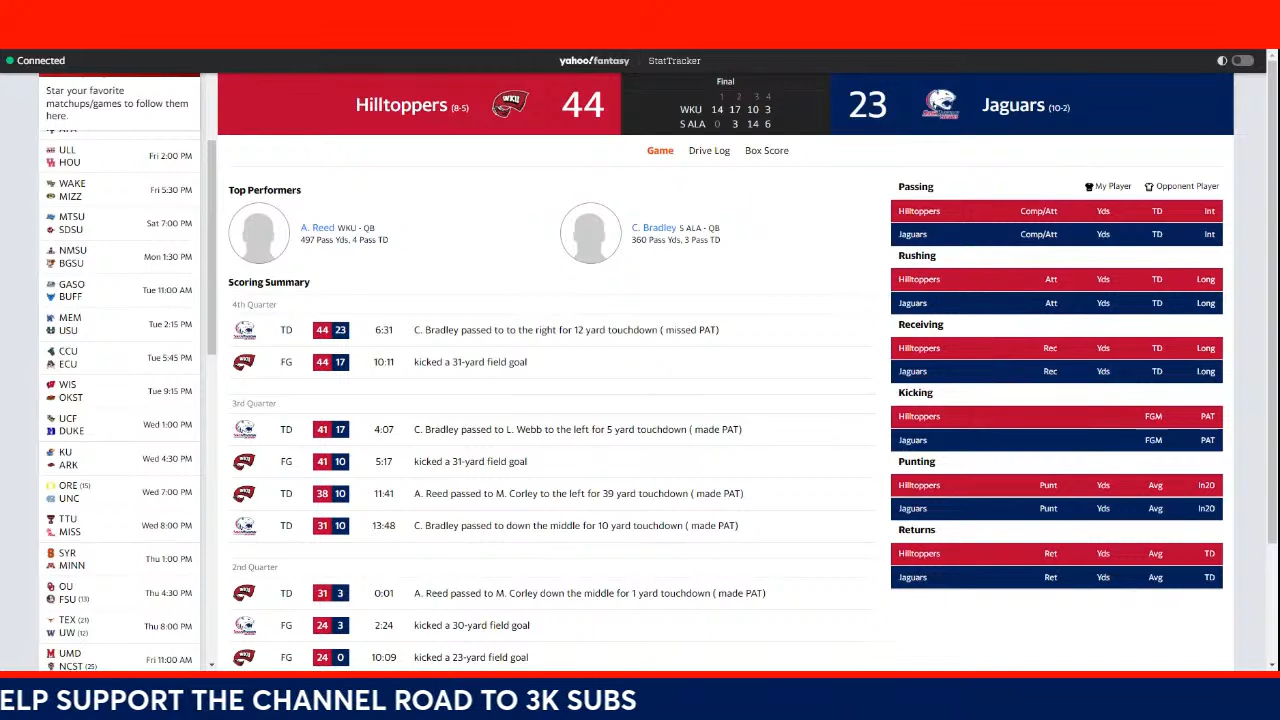 Connected
yahoo!fantasy StatTracker
Star your favorite
matchups/games to follow them
here.
ULL
HOU
Fri 2:00 PM
WAKE
MIZZ
Fri 5:30 PM
MTSU
SDSU
Sat 7:00 PM
NMSU
BGSU
Mon 1:30 PM
GASO
BUFF
Tue 11:00 AM
MEM
USU
Tue 2:15 PM
CCU
ECU
Tue 5:45 PM
WIS
OKST
Tue 9:15 PM
UCF
DUKE
Wed 1:00 PM
KU
ARK
Wed 4:30 PM
ORE (15)
UNC
Wed 7:00 PM
TTU
MISS
Wed 8:00 PM
SYR
MINN
Thu 1:00 PM
OU
FSU (13)
Thu 4:30 PM
TEX (21)
UW (12)
Thu 8:00 PM
UMD
NCST (25)
Fri 11:00 AM
Hilltoppers (8-5) WKU 44
Final
1 2 3 4
WKU 14 17 10 3
S ALA 0 3 14 6
23 Jaguars (10-2)
Game Drive Log Box Score
Top Performers
A. Reed WKU - QB
497 Pass Yds, 4 Pass TD
C. Bradley S ALA - QB
360 Pass Yds, 3 Pass TD
Scoring Summary
4th Quarter
TD 44 23 6:31 C. Bradley passed to to the right for 12 yard touchdown ( missed PAT)
FG 44 17 10:11 kicked a 31-yard field goal
3rd Quarter
TD 41 17 4:07 C. Bradley passed to L. Webb to the left for 5 yard touchdown ( made PAT)
FG 41 10 5:17 kicked a 31-yard field goal
TD 38 10 11:41 A. Reed passed to M. Corley to the left for 39 yard touchdown ( made PAT)
TD 31 10 13:48 C. Bradley passed to down the middle for 10 yard touchdown ( made PAT)
2nd Quarter
TD 31 3 0:01 A. Reed passed to M. Corley down the middle for 1 yard touchdown ( made PAT)
FG 24 3 2:24 kicked a 30-yard field goal
FG 24 0 10:09 kicked a 23-yard field goal
Passing My Player Opponent Player
Hilltoppers Comp/Att Yds TD Int
Jaguars Comp/Att Yds TD Int
Rushing
Hilltoppers Att Yds TD Long
Jaguars Att Yds TD Long
Receiving
Hilltoppers Rec Yds TD Long
Jaguars Rec Yds TD Long
Kicking
Hilltoppers FGM PAT
Jaguars FGM PAT
Punting
Hilltoppers Punt Yds Avg In20
Jaguars Punt Yds Avg In20
Returns
Hilltoppers Ret Yds Avg TD
Jaguars Ret Yds Avg TD
ELP SUPPORT THE CHANNEL ROAD TO 3K SUBS